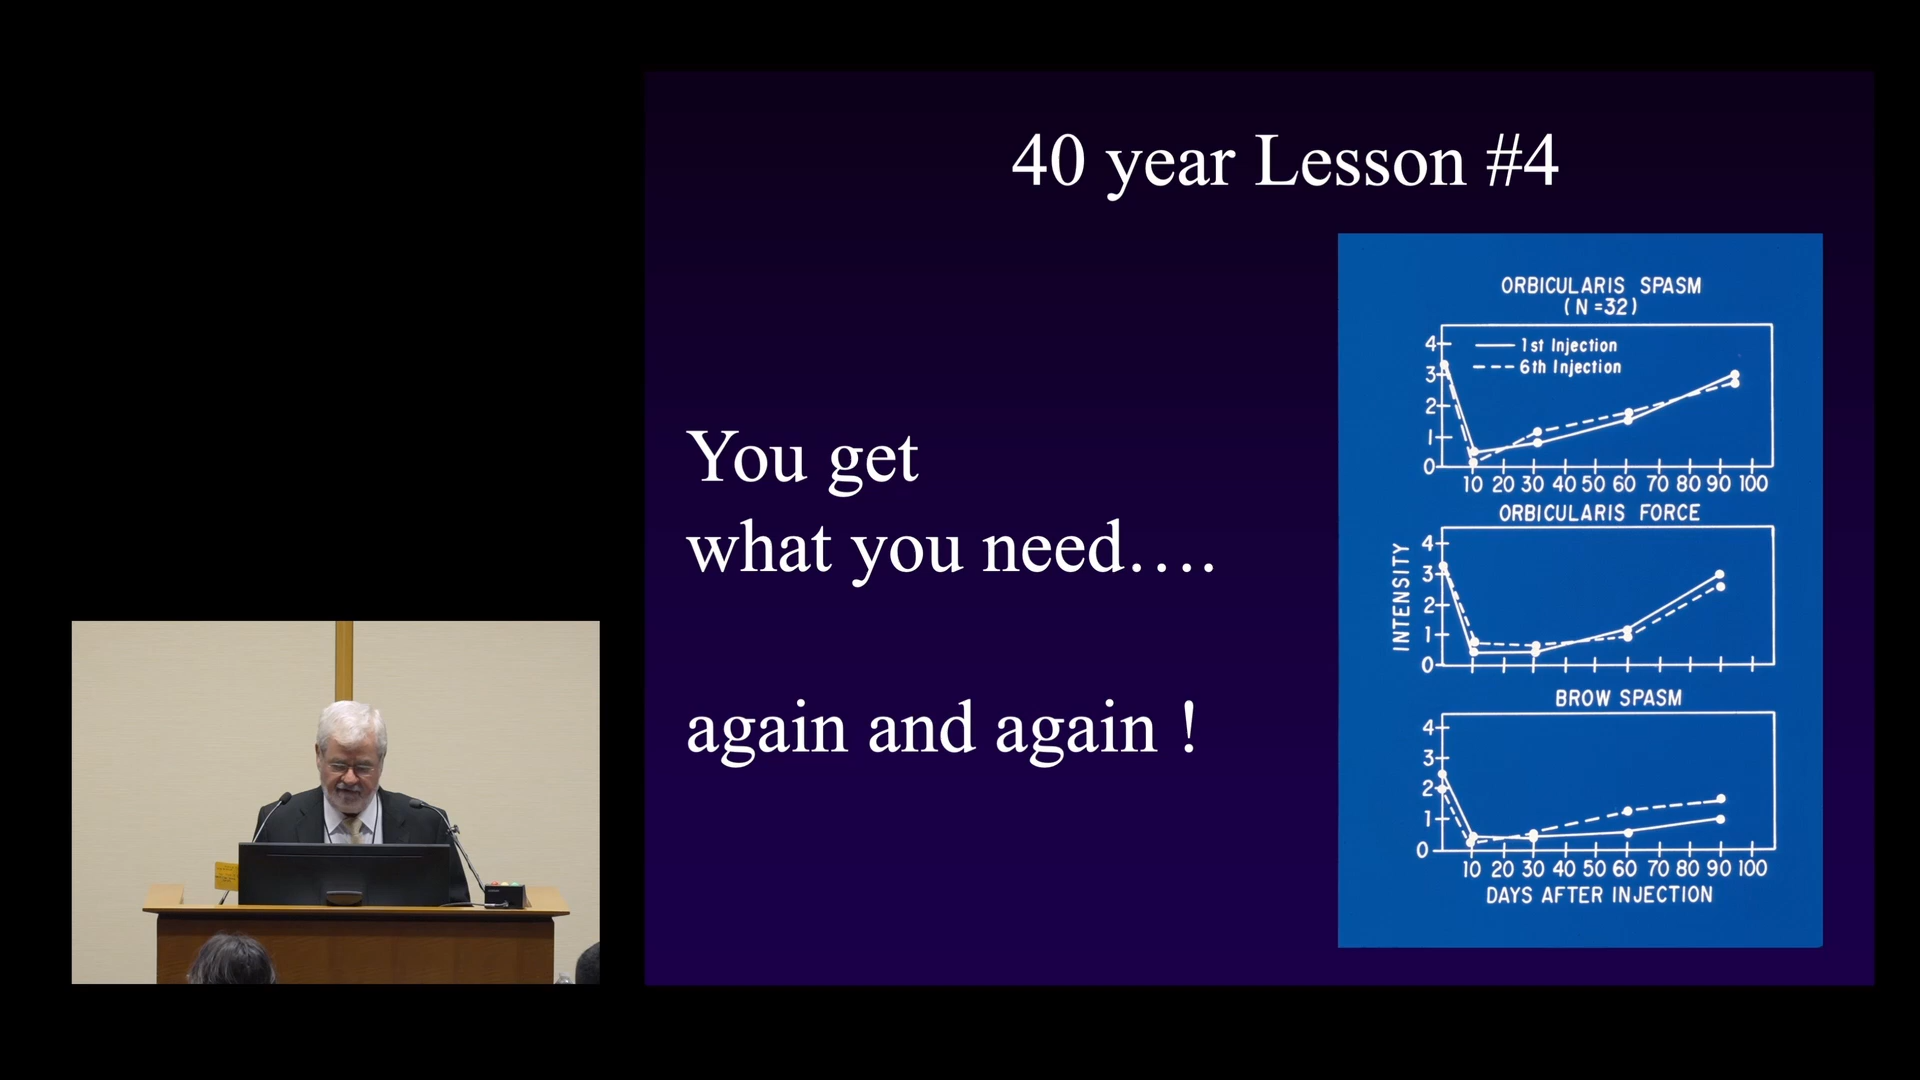 40 year Lesson #4
You get
what you need….
again and again !
ORBICULARIS SPASM
(N=32)
4
3
2
1
0
1st Injection
6th Injection
10 20 30 40 50 60 70 80 90 100
ORBICULARIS FORCE
INTENSITY
4
3
2
1
0
BROW SPASM
4
3
2
1
0
10 20 30 40 50 60 70 80 90 100
DAYS AFTER INJECTION